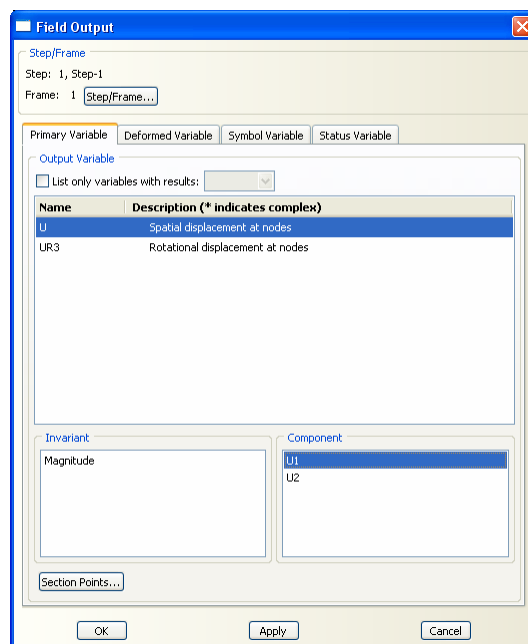 Field Output
Step/Frame
Step: 1, Step-1
Frame: 1 Step/Frame...
Primary Variable Deformed Variable Symbol Variable Status Variable
Output Variable
List only variables with results:
Name Description (* indicates complex)
U Spatial displacement at nodes
UR3 Rotational displacement at nodes
Invariant Component
Magnitude U1
U2
Section Points...
OK Apply Cancel